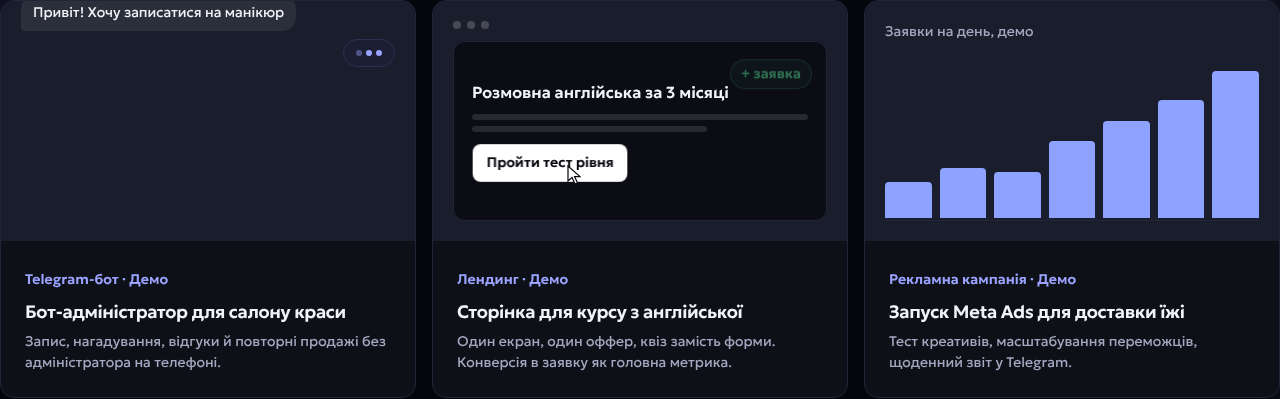 Привіт! Хочу записатися на манікюр
Telegram-бот · Демо
Бот-адміністратор для салону краси
Запис, нагадування, відгуки й повторні продажі без
адміністратора на телефоні.
+ заявка
Розмовна англійська за 3 місяці
Пройти тест рівня
Лендинг · Демо
Сторінка для курсу з англійської
Один екран, один оффер, квіз замість форми.
Конверсія в заявку як головна метрика.
Заявки на день, демо
Рекламна кампанія · Демо
Запуск Meta Ads для доставки їжі
Тест креативів, масштабування переможців,
щоденний звіт у Telegram.